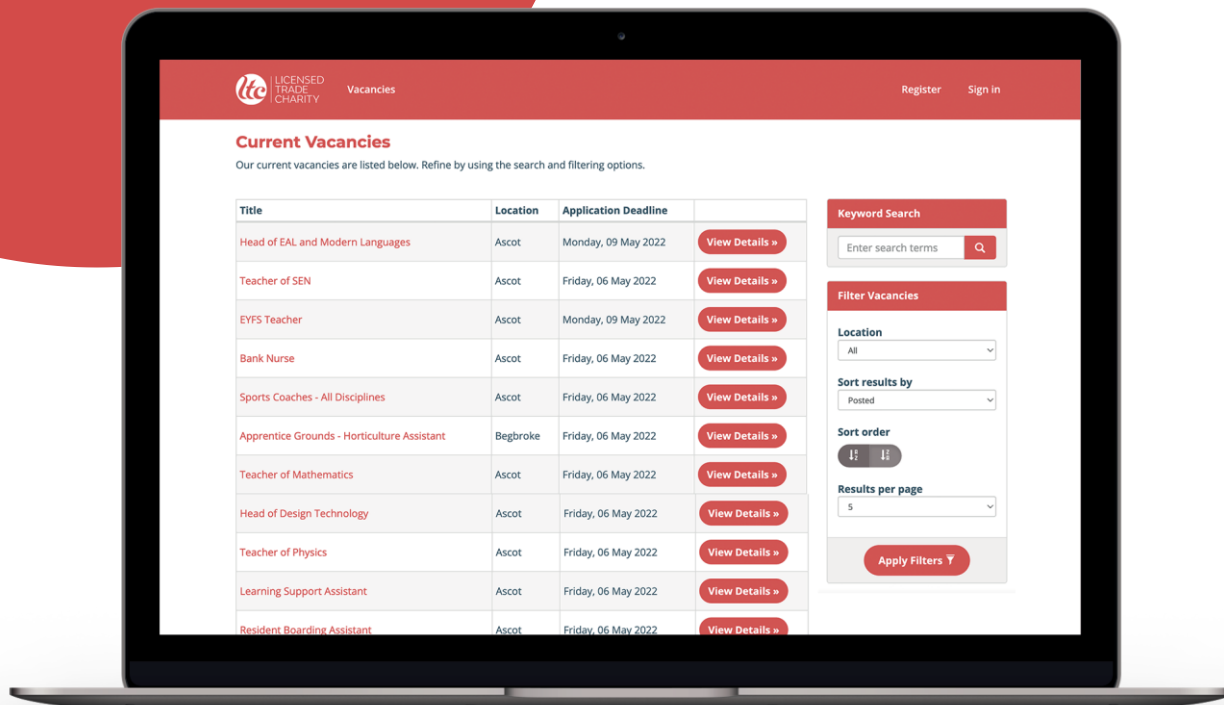 ltc
LICENSED
TRADE
CHARITY
Vacancies
Register
Sign in
Current Vacancies
Our current vacancies are listed below. Refine by using the search and filtering options.
Title Location Application Deadline
Head of EAL and Modern Languages Ascot Monday, 09 May 2022 View Details »
Teacher of SEN Ascot Friday, 06 May 2022 View Details »
EYFS Teacher Ascot Monday, 09 May 2022 View Details »
Bank Nurse Ascot Friday, 06 May 2022 View Details »
Sports Coaches - All Disciplines Ascot Friday, 06 May 2022 View Details »
Apprentice Grounds - Horticulture Assistant Begbroke Friday, 06 May 2022 View Details »
Teacher of Mathematics Ascot Friday, 06 May 2022 View Details »
Head of Design Technology Ascot Friday, 06 May 2022 View Details »
Teacher of Physics Ascot Friday, 06 May 2022 View Details »
Learning Support Assistant Ascot Friday, 06 May 2022 View Details »
Resident Boarding Assistant Ascot Friday, 06 May 2022 View Details »
Keyword Search
Enter search terms
Filter Vacancies
Location
All
Sort results by
Posted
Sort order
Results per page
5
Apply Filters